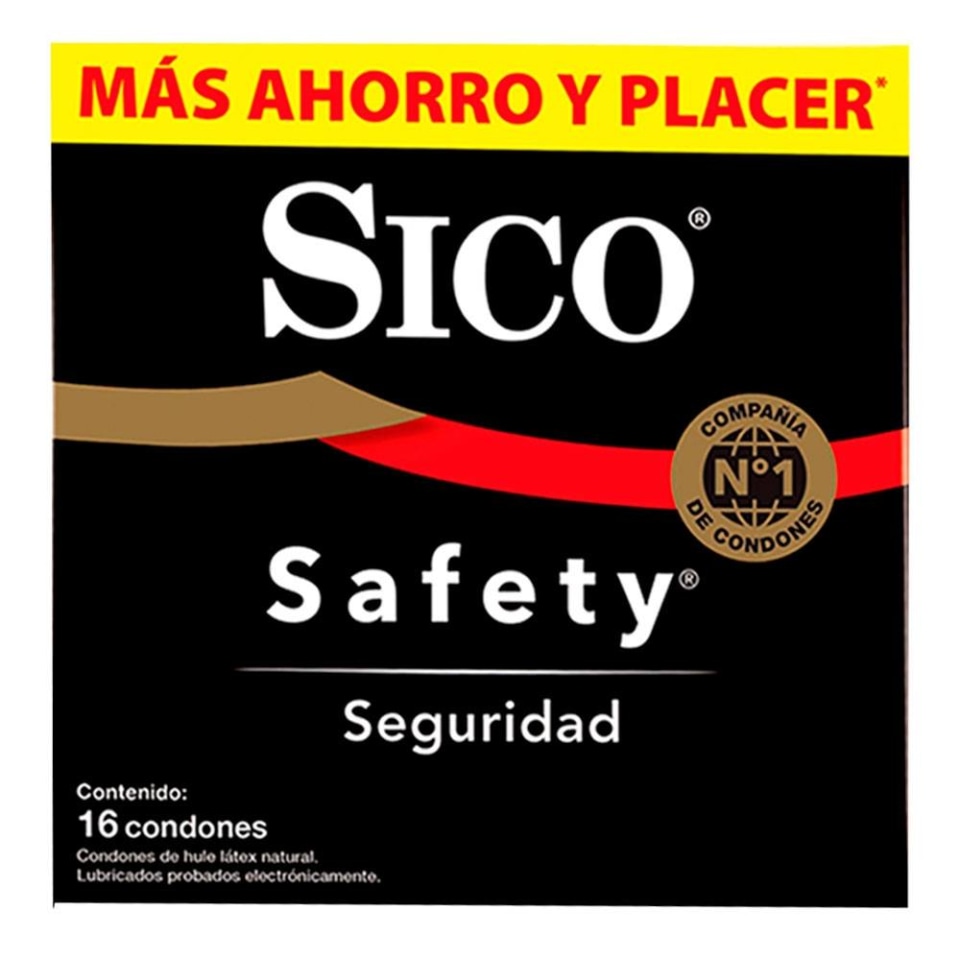 MÁS AHORRO Y PLACER*
SICO®
COMPAÑÍA
Nº1
DE CONDONES
Safety®
Seguridad
Contenido:
16 condones
Condones de hule látex natural.
Lubricados probados electrónicamente.